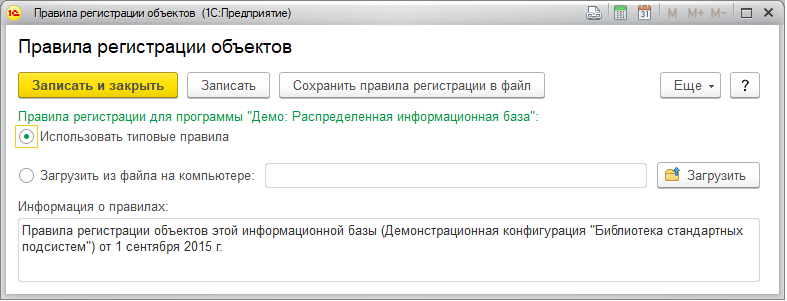 Правила регистрации объектов (1С:Предприятие)
M M+ M-
Правила регистрации объектов
Записать и закрыть Записать Сохранить правила регистрации в файл Еще ?
Правила регистрации для программы "Демо: Распределенная информационная база":
Использовать типовые правила
Загрузить из файла на компьютере: Загрузить
Информация о правилах:
Правила регистрации объектов этой информационной базы (Демонстрационная конфигурация "Библиотека стандартных
подсистем") от 1 сентября 2015 г.